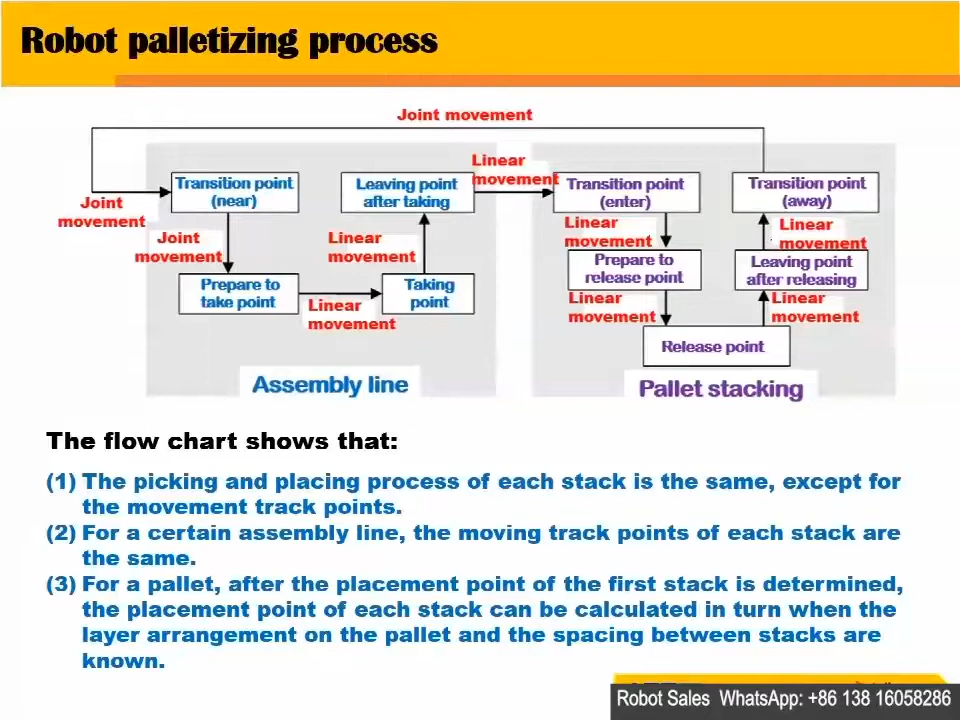 Robot palletizing process
Joint movement
Linear
movement
Transition point
(near)
Leaving point
after taking
Transition point
(enter)
Transition point
(away)
Joint
movement
Joint
movement
Linear
movement
Linear
movement
Linear
movement
Prepare to
release point
Leaving point
after releasing
Prepare to
take point
Taking
point
Linear
movement
Linear
movement
Linear
movement
Release point
Assembly line
Pallet stacking
The flow chart shows that:
(1) The picking and placing process of each stack is the same, except for
the movement track points.
(2) For a certain assembly line, the moving track points of each stack are
the same.
(3) For a pallet, after the placement point of the first stack is determined,
the placement point of each stack can be calculated in turn when the
layer arrangement on the pallet and the spacing between stacks are
known.
Robot Sales WhatsApp: +86 138 16058286